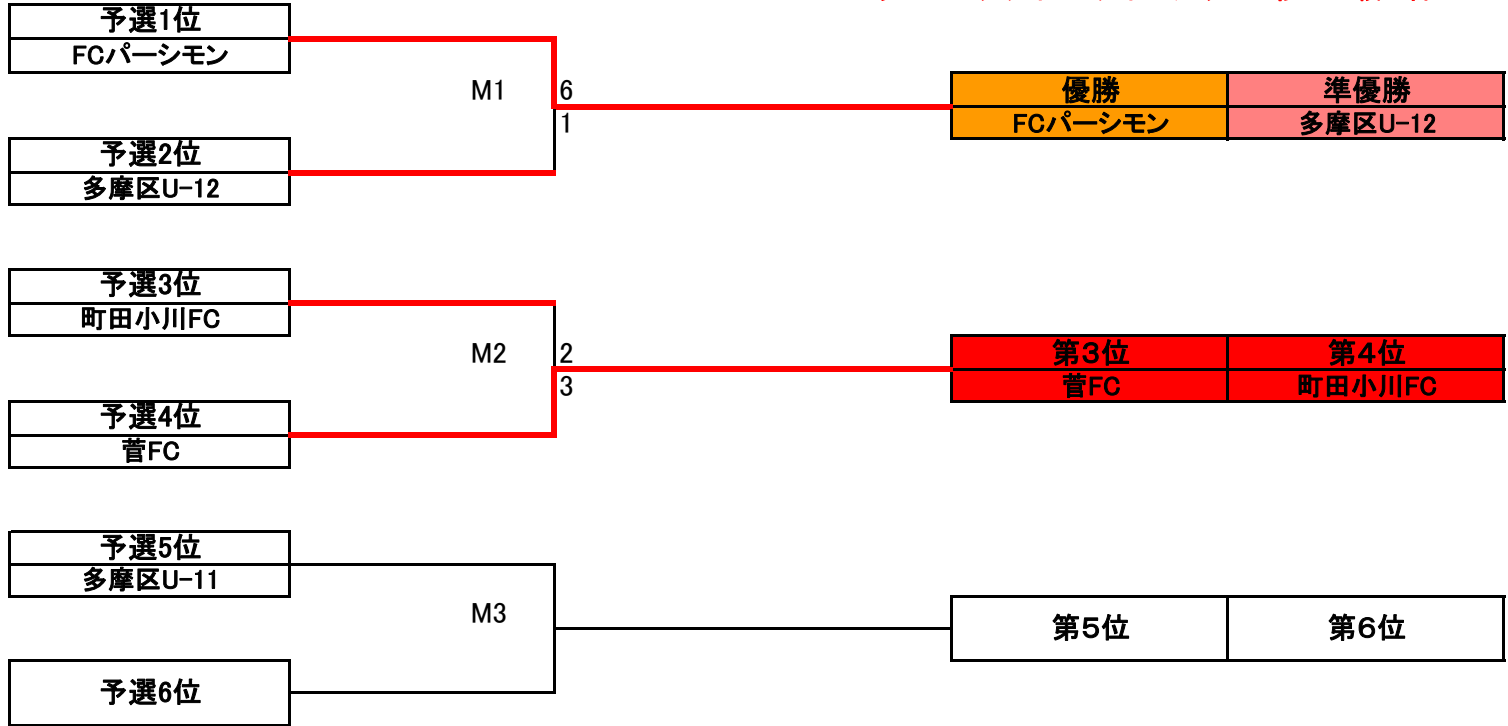 予選1位
FCパーシモン
M1
6
1
優勝
準優勝
FCパーシモン
多摩区U-12
予選2位
多摩区U-12
予選3位
町田小川FC
M2
2
3
第3位
第4位
菅FC
町田小川FC
予選4位
菅FC
予選5位
多摩区U-11
M3
第5位
第6位
予選6位